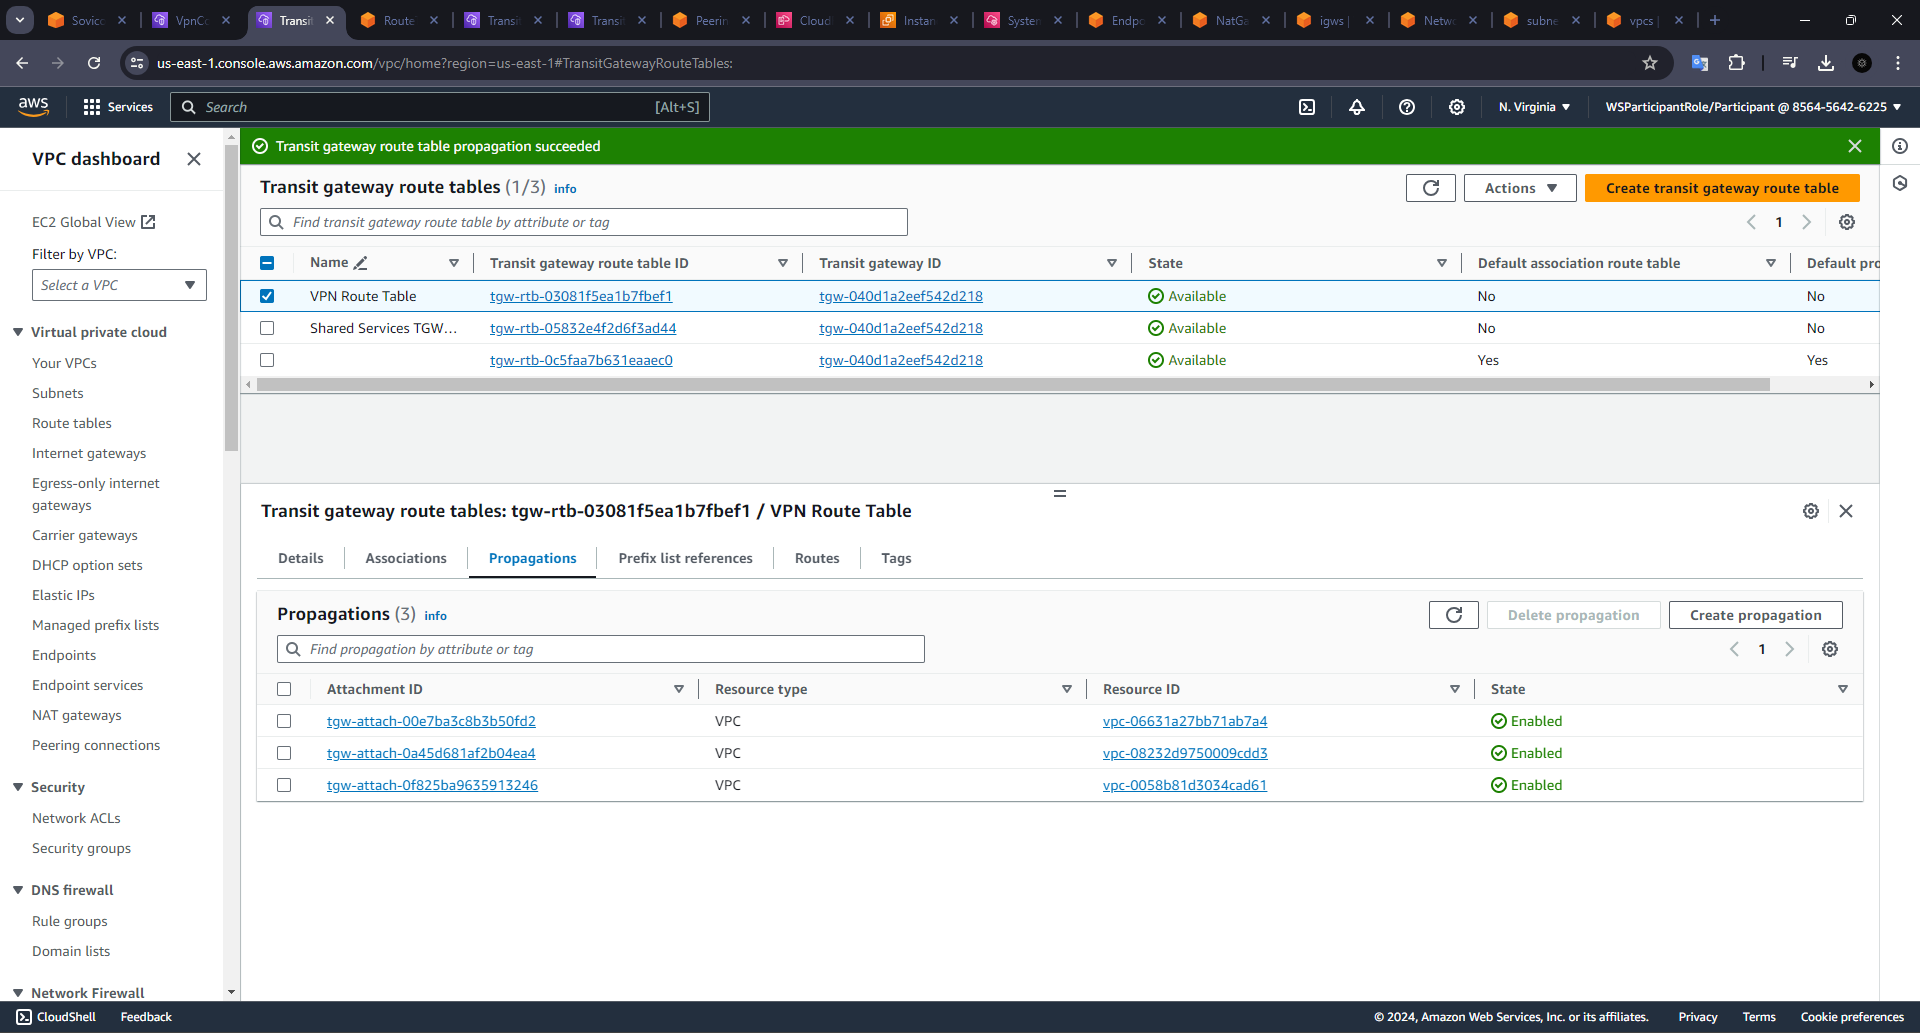 Sovico
VpnCo
Transit
Route
Transit
Transit
Peerin
Cloud
Instan
System
Endpo
NatGa
igws |
Netwo
subne
vpcs |
us-east-1.console.aws.amazon.com/vpc/home?region=us-east-1#TransitGatewayRouteTables:
aws
Services
Search
[Alt+S]
N. Virginia
WSParticipantRole/Participant @ 8564-5642-6225
VPC dashboard
EC2 Global View
Filter by VPC:
Select a VPC
Virtual private cloud
Your VPCs
Subnets
Route tables
Internet gateways
Egress-only internet
gateways
Carrier gateways
DHCP option sets
Elastic IPs
Managed prefix lists
Endpoints
Endpoint services
NAT gateways
Peering connections
Security
Network ACLs
Security groups
DNS firewall
Rule groups
Domain lists
Network Firewall
Transit gateway route table propagation succeeded
Transit gateway route tables (1/3) info
Actions
Create transit gateway route table
Find transit gateway route table by attribute or tag
1
Name Transit gateway route table ID Transit gateway ID State Default association route table Default pro
VPN Route Table tgw-rtb-03081f5ea1b7fbef1 tgw-040d1a2eef542d218 Available No No
Shared Services TGW... tgw-rtb-05832e4f2d6f3ad44 tgw-040d1a2eef542d218 Available No No
tgw-rtb-0c5faa7b631eaaec0 tgw-040d1a2eef542d218 Available Yes Yes
Transit gateway route tables: tgw-rtb-03081f5ea1b7fbef1 / VPN Route Table
Details Associations Propagations Prefix list references Routes Tags
Propagations (3) info
Delete propagation
Create propagation
Find propagation by attribute or tag
1
Attachment ID Resource type Resource ID State
tgw-attach-00e7ba3c8b3b50fd2 VPC vpc-06631a27bb71ab7a4 Enabled
tgw-attach-0a45d681af2b04ea4 VPC vpc-08232d9750009cdd3 Enabled
tgw-attach-0f825ba9635913246 VPC vpc-0058b81d3034cad61 Enabled
CloudShell
Feedback
© 2024, Amazon Web Services, Inc. or its affiliates.
Privacy
Terms
Cookie preferences